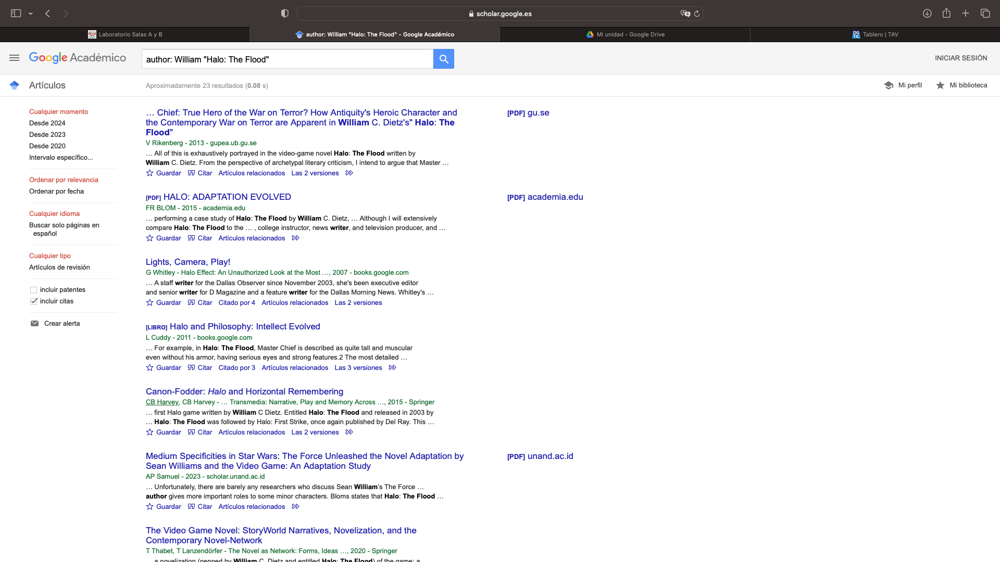 scholar.google.es
Laboratorio Salas A y B
author: William "Halo: The Flood" - Google Académico
Mi unidad - Google Drive
DG TIC Tablero | TAV
Google Académico
author: William "Halo: The Flood"
INICIAR SESIÓN
Artículos
Aproximadamente 23 resultados (0.08 s)
Mi perfil
Mi biblioteca
Cualquier momento
Desde 2024
Desde 2023
Desde 2020
Intervalo específico...
Ordenar por relevancia
Ordenar por fecha
Cualquier idioma
Buscar solo páginas en
español
Cualquier tipo
Artículos de revisión
incluir patentes
incluir citas
Crear alerta
… Chief: True Hero of the War on Terror? How Antiquity's Heroic Character and
the Contemporary War on Terror are Apparent in William C. Dietz's" Halo: The
Flood"
V Rikenberg - 2013 - gupea.ub.gu.se
… All of this is exhaustively portrayed in the video-game novel Halo: The Flood written by
William C. Dietz. From the perspective of archetypal literary criticism, I intend to argue that Master …
Guardar Citar Artículos relacionados Las 2 versiones
[PDF] gu.se
[PDF] HALO: ADAPTATION EVOLVED
FR BLOM - 2015 - academia.edu
… performing a case study of Halo: The Flood by William C. Dietz, … Although I will extensively
compare Halo: The Flood to the … , college instructor, news writer, and television producer, and …
Guardar Citar Artículos relacionados
[PDF] academia.edu
Lights, Camera, Play!
G Whitley - Halo Effect: An Unauthorized Look at the Most …, 2007 - books.google.com
… A staff writer for the Dallas Observer since November 2003, she's been executive editor
and senior writer for D Magazine and a feature writer for the Dallas Morning News. Whitley's …
Guardar Citar Citado por 4 Artículos relacionados Las 2 versiones
[LIBRO] Halo and Philosophy: Intellect Evolved
L Cuddy - 2011 - books.google.com
… For example, in Halo: The Flood, Master Chief is described as quite tall and muscular
even without his armor, having serious eyes and strong features.2 The most detailed …
Guardar Citar Citado por 3 Artículos relacionados Las 3 versiones
Canon-Fodder: Halo and Horizontal Remembering
CB Harvey, CB Harvey - … Transmedia: Narrative, Play and Memory Across …, 2015 - Springer
… first Halo game written by William C Dietz. Entitled Halo: The Flood and released in 2003 by
… Halo: The Flood was followed by Halo: First Strike, once again published by Del Ray. This …
Guardar Citar Artículos relacionados Las 2 versiones
Medium Specificities in Star Wars: The Force Unleashed the Novel Adaptation by
Sean Williams and the Video Game: An Adaptation Study
AP Samuel - 2023 - scholar.unand.ac.id
… Unfortunately, there are barely any researchers who discuss Sean William's The Force …
author gives more important roles to some minor characters. Bloms states that Halo: The Flood …
Guardar Citar Artículos relacionados
[PDF] unand.ac.id
The Video Game Novel: StoryWorld Narratives, Novelization, and the
Contemporary Novel-Network
T Thabet, T Lanzendörfer - The Novel as Network: Forms, Ideas …, 2020 - Springer
a novelization (penned by William C. Dietz and entitled Halo: The Flood) of the game: a